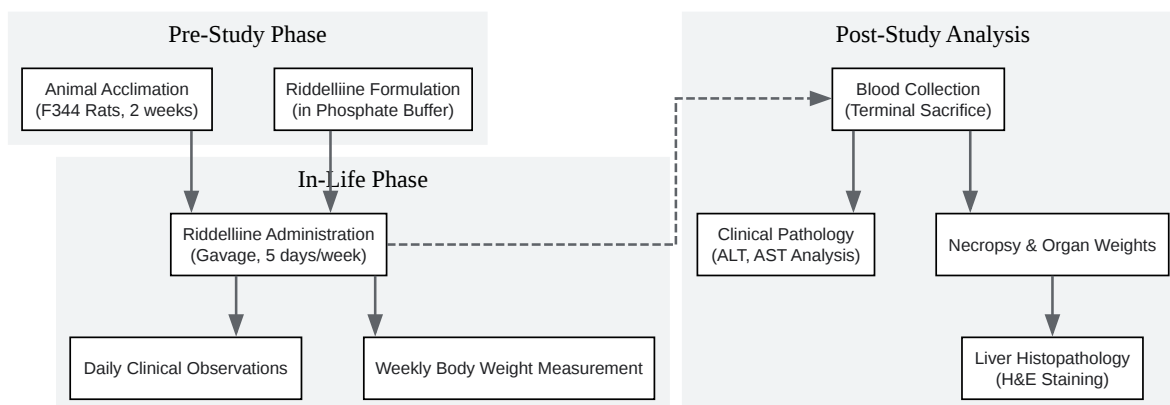 Pre-Study Phase
Animal Acclimation
(F344 Rats, 2 weeks)
Riddelliine Formulation
(in Phosphate Buffer)
In-Life Phase
Riddelliine Administration
(Gavage, 5 days/week)
Daily Clinical Observations
Weekly Body Weight Measurement
Post-Study Analysis
Blood Collection
(Terminal Sacrifice)
Clinical Pathology
(ALT, AST Analysis)
Necropsy & Organ Weights
Liver Histopathology
(H&E Staining)